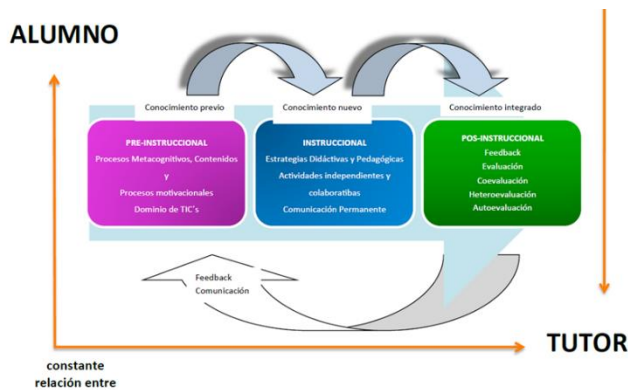 ALUMNO
Conocimiento previo
Conocimiento nuevo
Conocimiento integrado
PRE-INSTRUCCIONAL
Procesos Metacognitivos, Contenidos
y
Procesos motivacionales
Dominio de TIC's
INSTRUCCIONAL
Estrategias Didácticas y Pedagógicas
Actividades independientes y
colaboratibas
Comunicación Permanente
POS-INSTRUCCIONAL
Feedback
Evaluación
Coevaluación
Heteroevaluación
Autoevaluación
Feedback
Comunicación
TUTOR
constante
relación entre